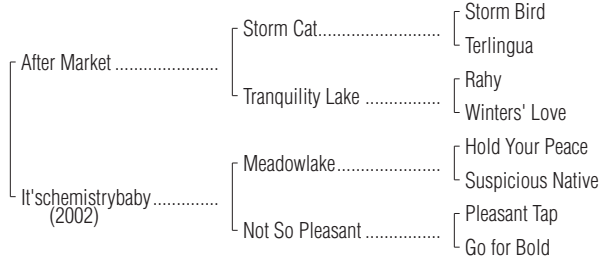 Storm Bird
Storm Cat..................
Terlingua
After Market ......................
Rahy
Tranquility Lake ................
Winters' Love
Hold Your Peace
Meadowlake......................
Suspicious Native
It'schemistrybaby..............
(2002)
Pleasant Tap
Not So Pleasant ................
Go for Bold